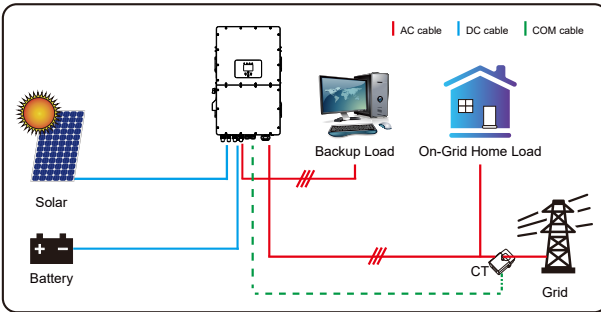 AC cable
DC cable
COM cable
Backup Load
On-Grid Home Load
Solar
Battery
CT
Grid